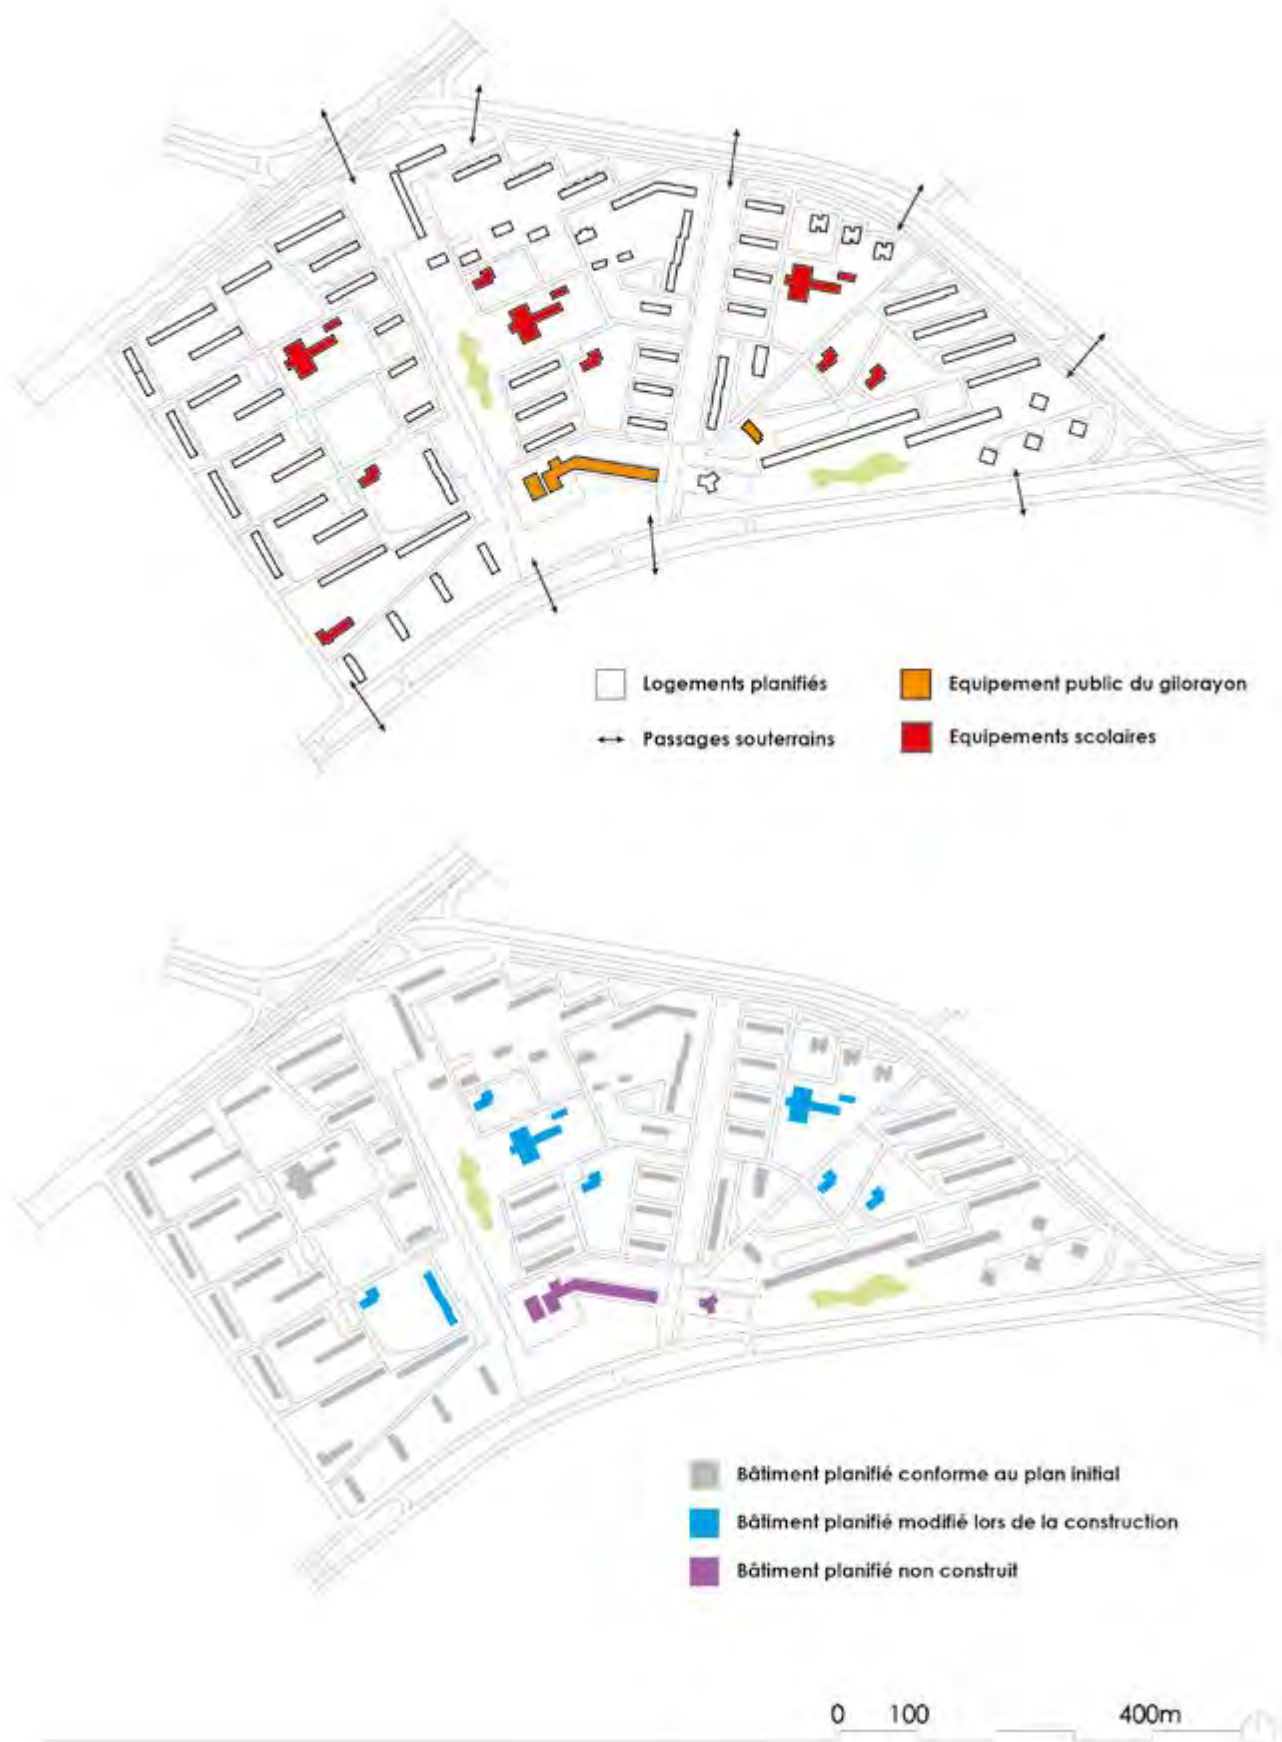 Logements planifiés
Equipement public du gilorayon
Passages souterrains
Equipements scolaires
Bâtiment planifié conforme au plan initial
Bâtiment planifié modifié lors de la construction
Bâtiment planifié non construit
0 100 400m